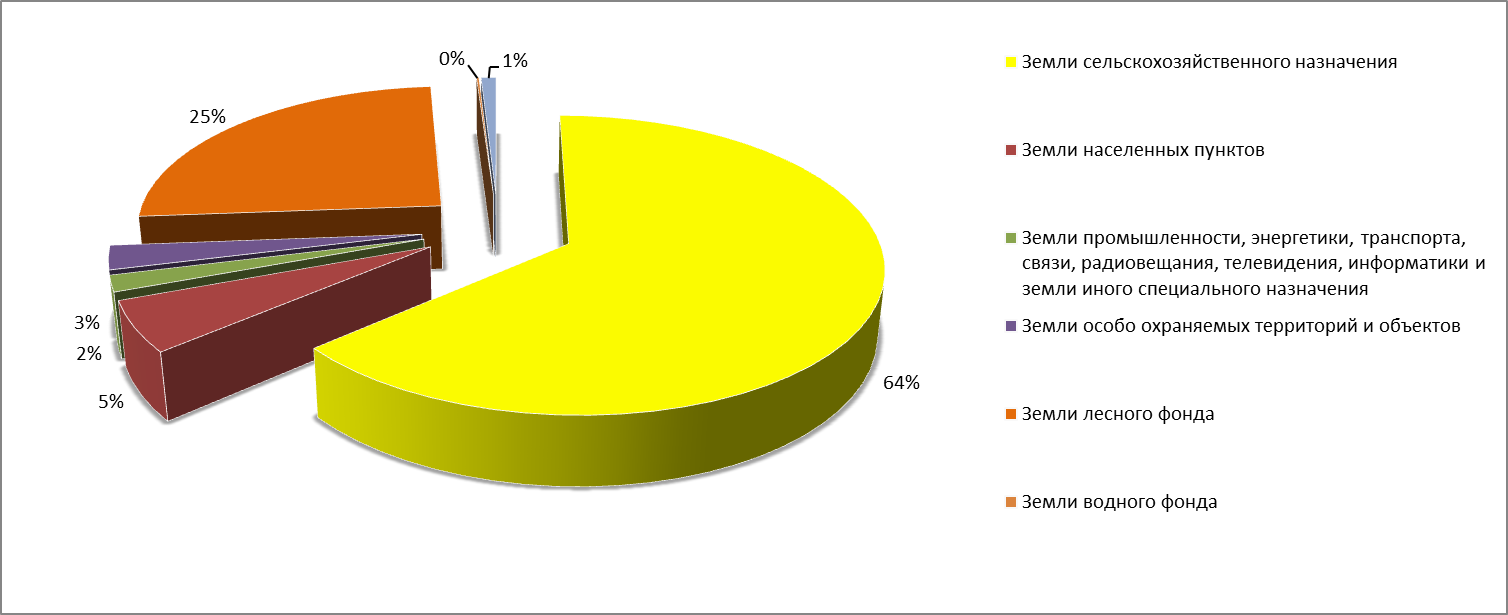 0%
1%
25%
3%
2%
5%
64%
Земли сельскохозяйственного назначения
Земли населенных пунктов
Земли промышленности, энергетики, транспорта,
связи, радиовещания, телевидения, информатики и
земли иного специального назначения
Земли особо охраняемых территорий и объектов
Земли лесного фонда
Земли водного фонда